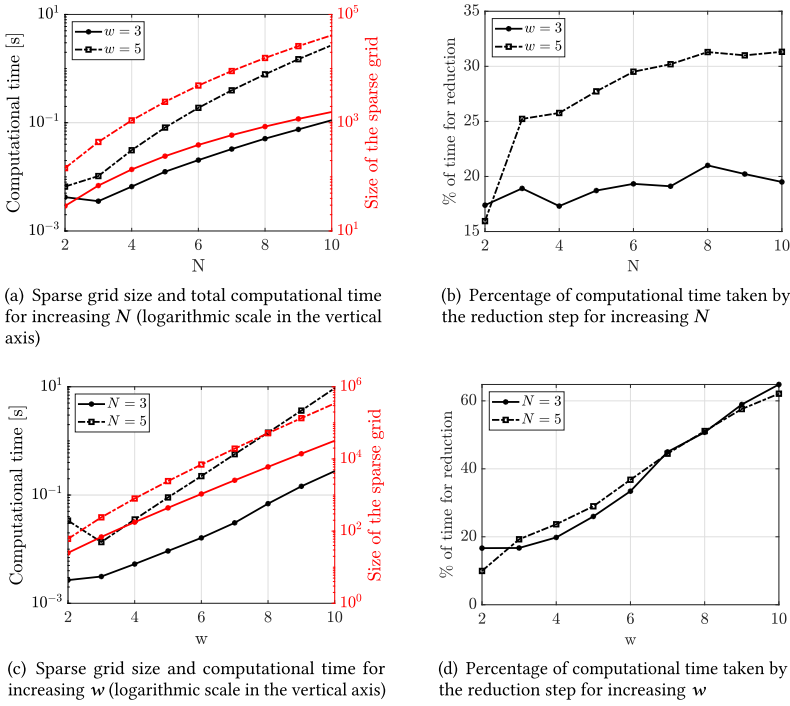 Computational time [s]
10^1
10^-1
10^-3
w = 3
w = 5
10^5
10^3
10^1
Size of the sparse grid
2 4 6 8 10
N
(a) Sparse grid size and total computational time
for increasing N (logarithmic scale in the vertical
axis)
% of time for reduction
35
30
25
20
15
w = 3
w = 5
2 4 6 8 10
N
(b) Percentage of computational time taken by
the reduction step for increasing N
Computational time [s]
10^1
10^-1
10^-3
N = 3
N = 5
10^6
10^4
10^2
10^0
Size of the sparse grid
2 4 6 8 10
w
(c) Sparse grid size and computational time for
increasing w (logarithmic scale in the vertical axis)
% of time for reduction
60
40
20
0
N = 3
N = 5
2 4 6 8 10
w
(d) Percentage of computational time taken by
the reduction step for increasing w